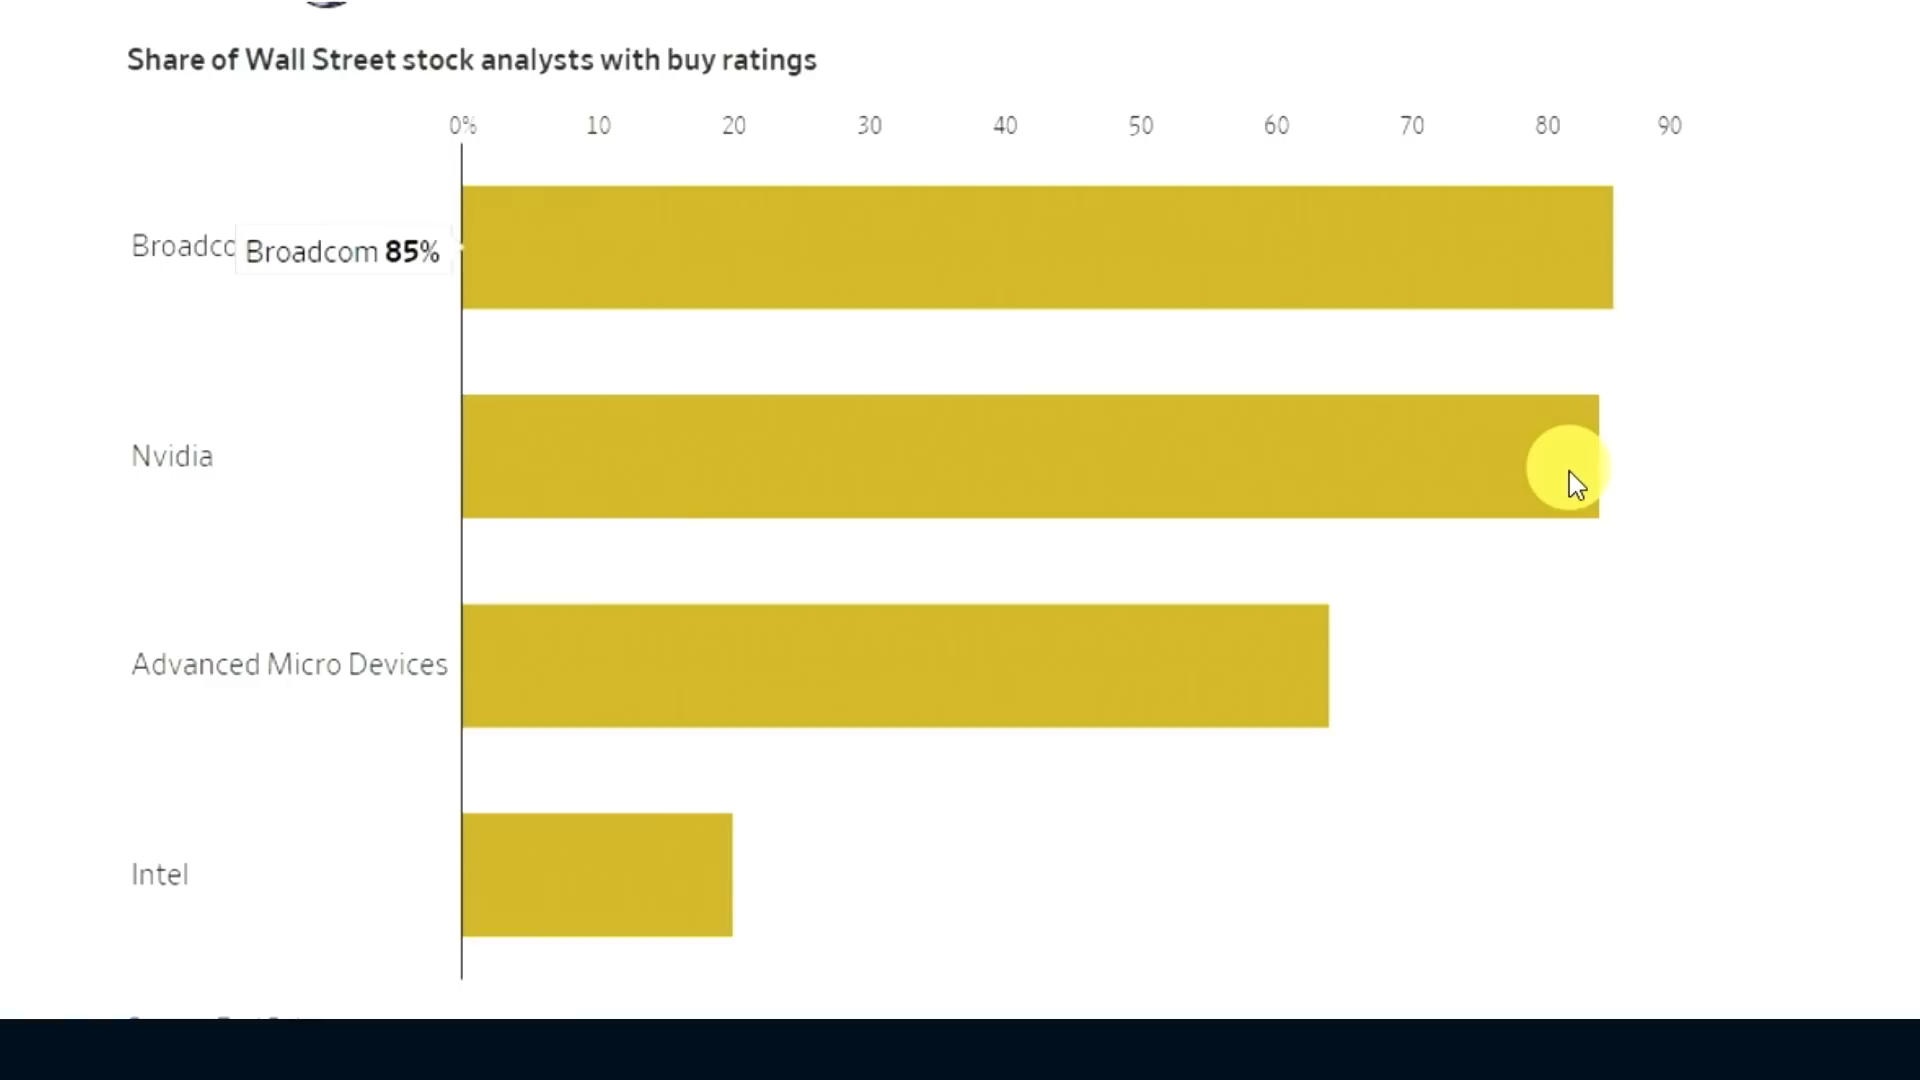 Share of Wall Street stock analysts with buy ratings
0% 10 20 30 40 50 60 70 80 90
Broadco
Broadcom 85%
Nvidia
Advanced Micro Devices
Intel